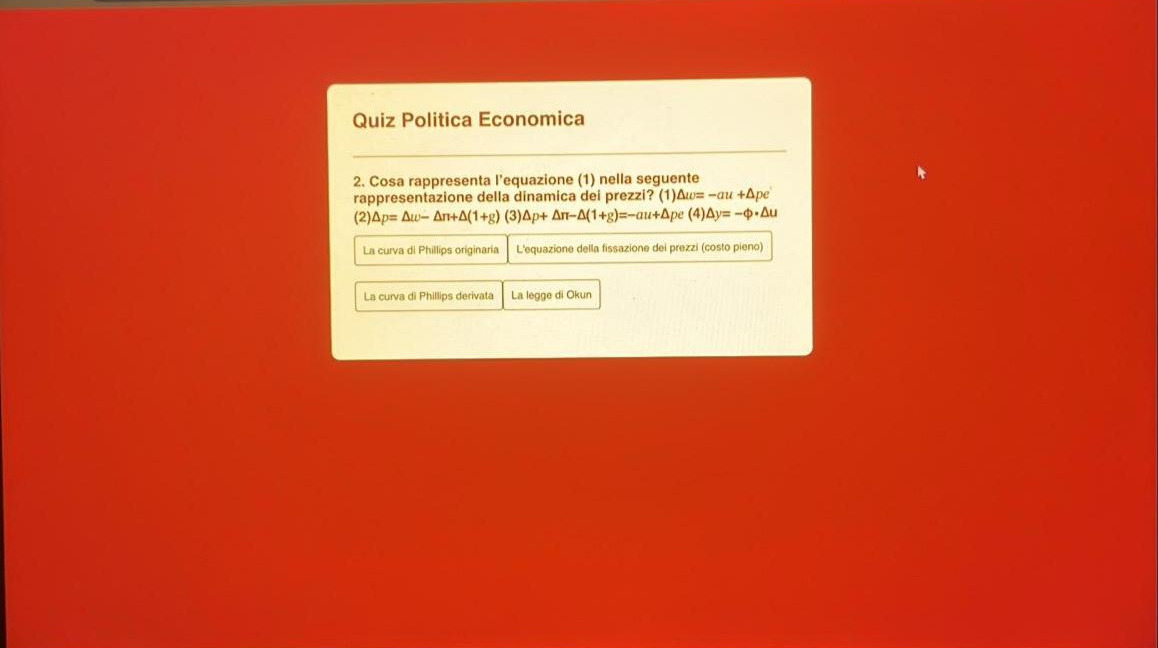 Quiz Politica Economica
2. Cosa rappresenta l'equazione (1) nella seguente
rappresentazione della dinamica dei prezzi? (1)Δw= −au +Δpe
(2)Δp= Δw− Δπ+Δ(1+g) (3)Δp+ Δπ−Δ(1+g)=−au+Δpe (4)Δy= −φ·Δu
La curva di Phillips originaria L'equazione della fissazione dei prezzi (costo pieno)
La curva di Phillips derivata La legge di Okun